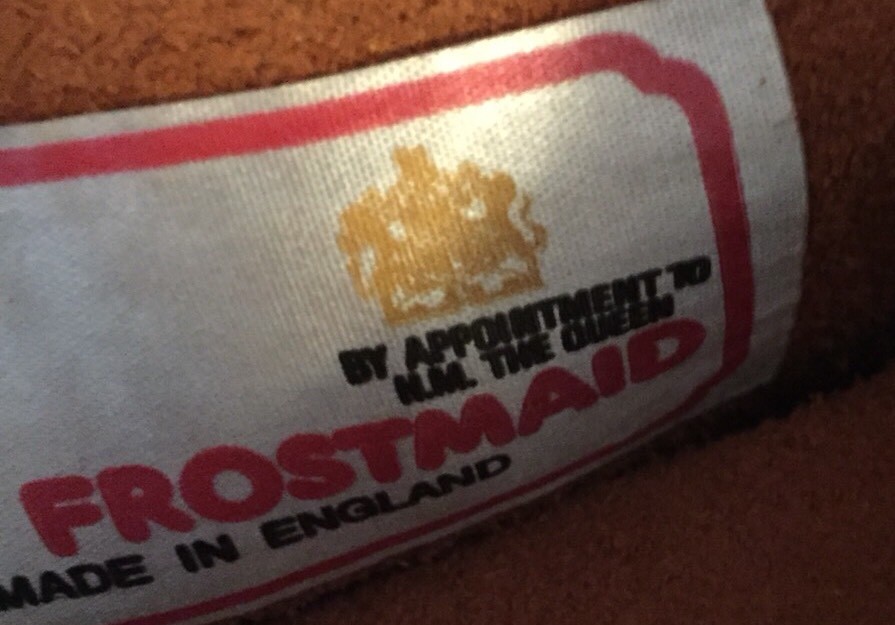 BY APPOINTMENT TO
N.M. THE QUEEN
FROSTMAID
MADE IN ENGLAND